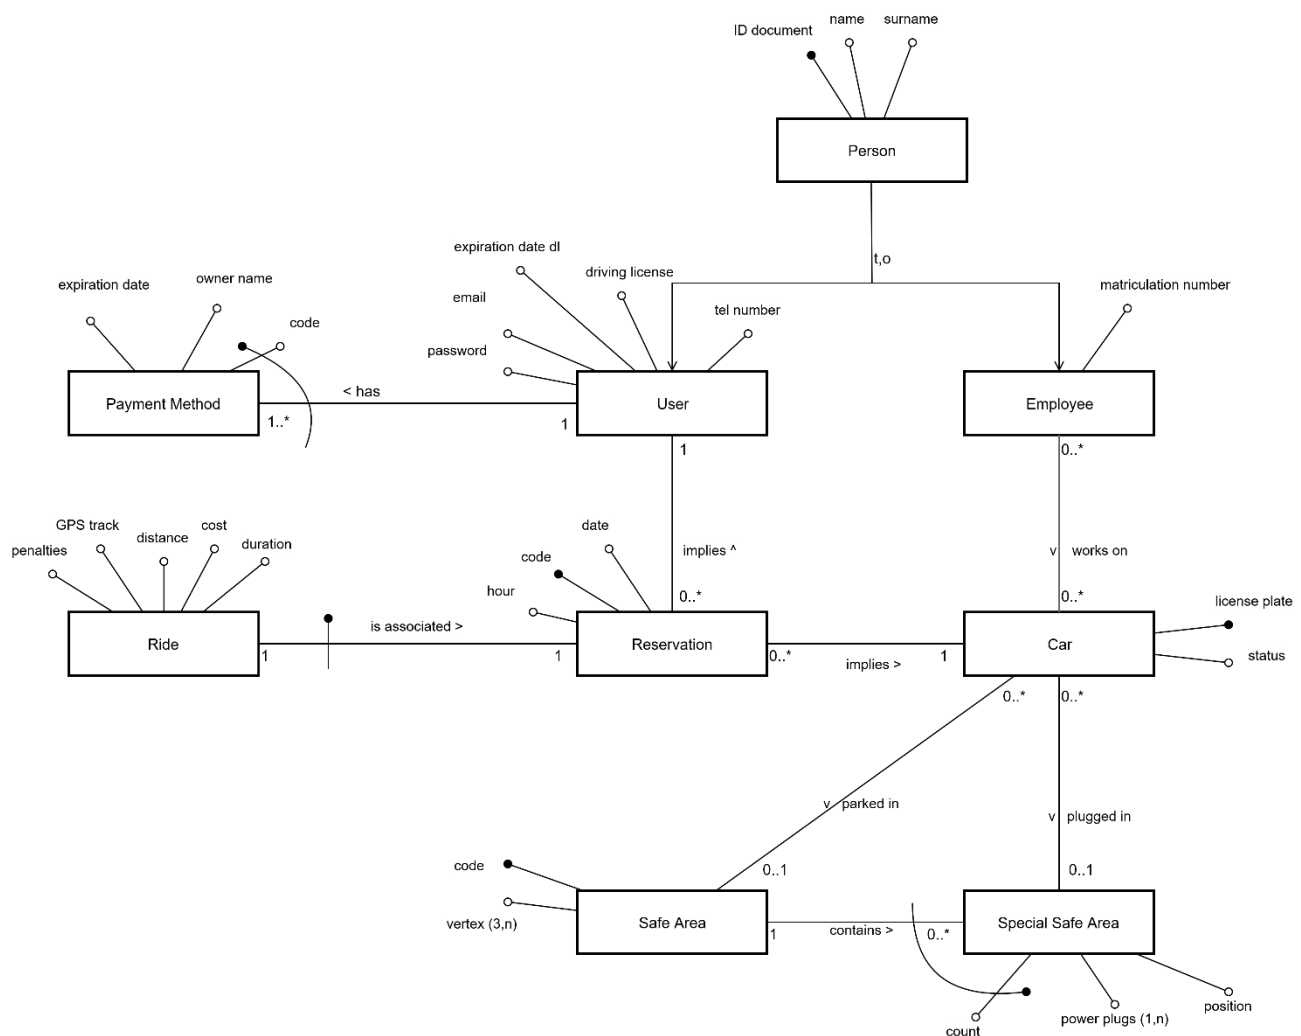 name
surname
ID document
Person
t,o
expiration date dl
driving license
email
tel number
password
matriculation number
expiration date
owner name
code
Payment Method
< has
User
Employee
1..*
1
1
0..*
implies ^
v works on
0..*
0..*
GPS track
cost
penalties
distance
duration
date
code
hour
license plate
status
Ride
is associated >
Reservation
implies >
Car
1
1
0..*
1
0..*
0..*
v parked in
v plugged in
0..1
0..1
code
vertex (3,n)
Safe Area
contains >
Special Safe Area
1
0..*
position
power plugs (1,n)
count